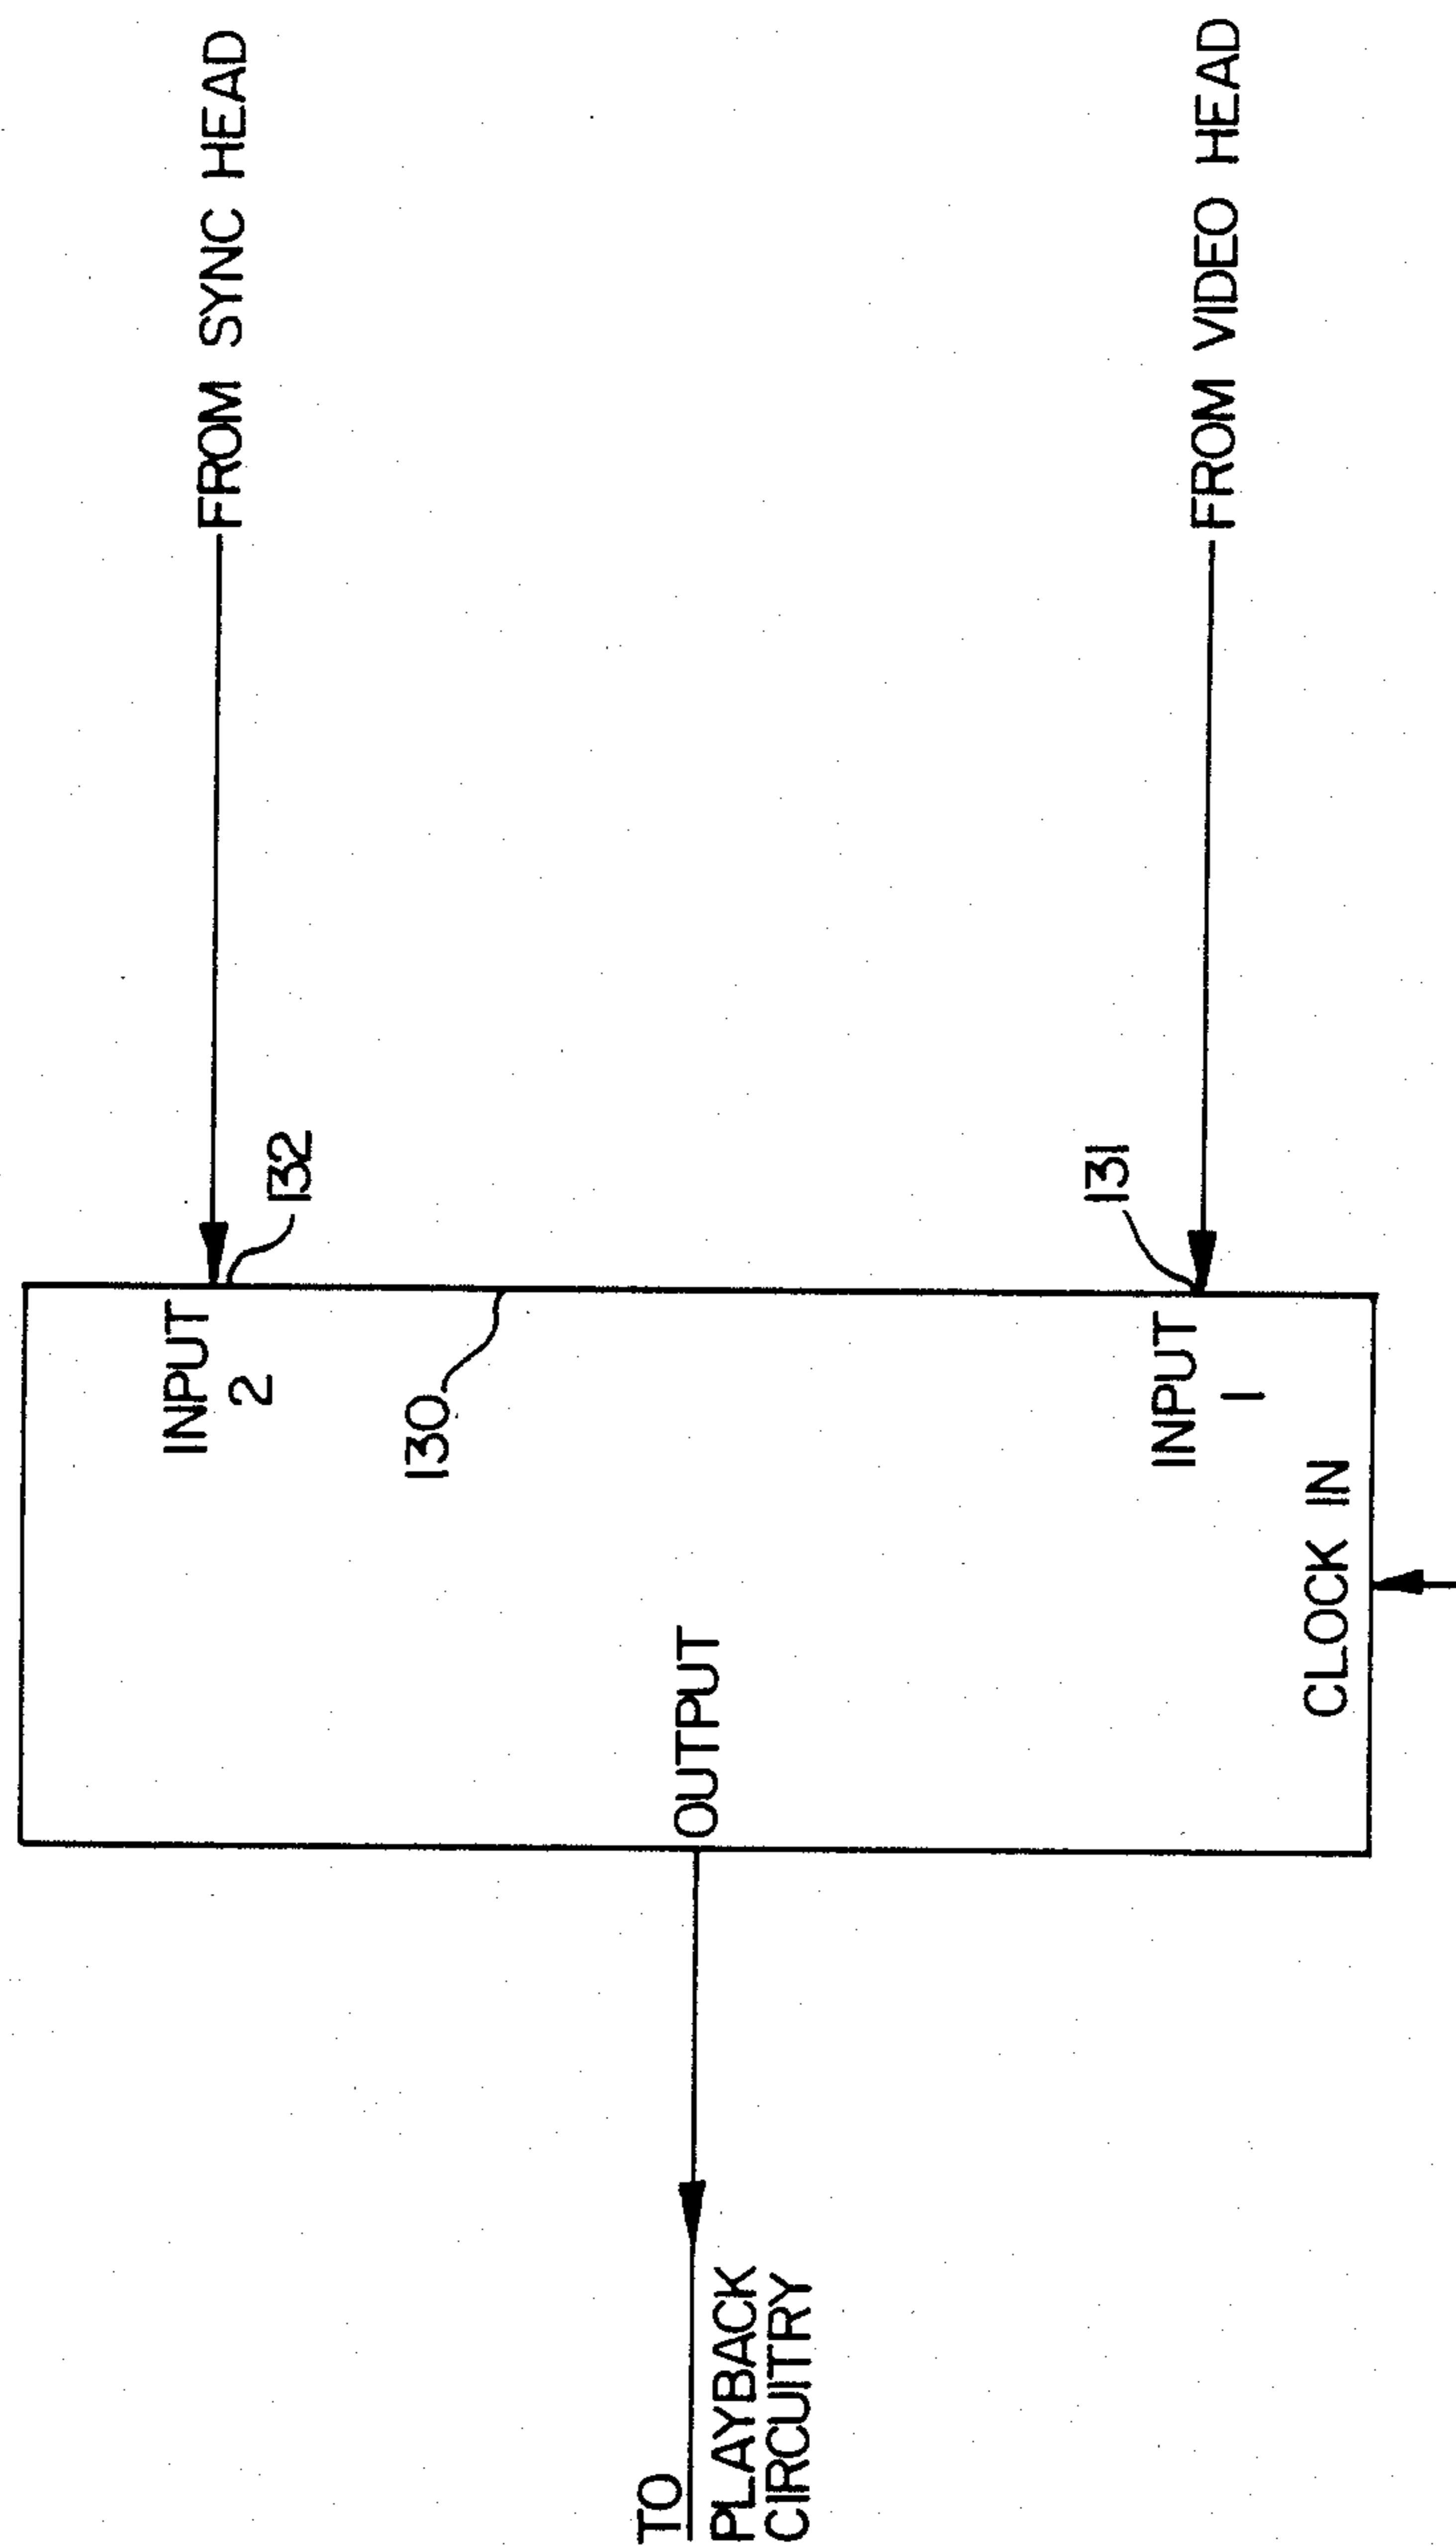 INPUT
2
FROM SYNC HEAD
132
130
TO
PLAYBACK
CIRCUITRY
OUTPUT
131
INPUT
1
FROM VIDEO HEAD
CLOCK IN